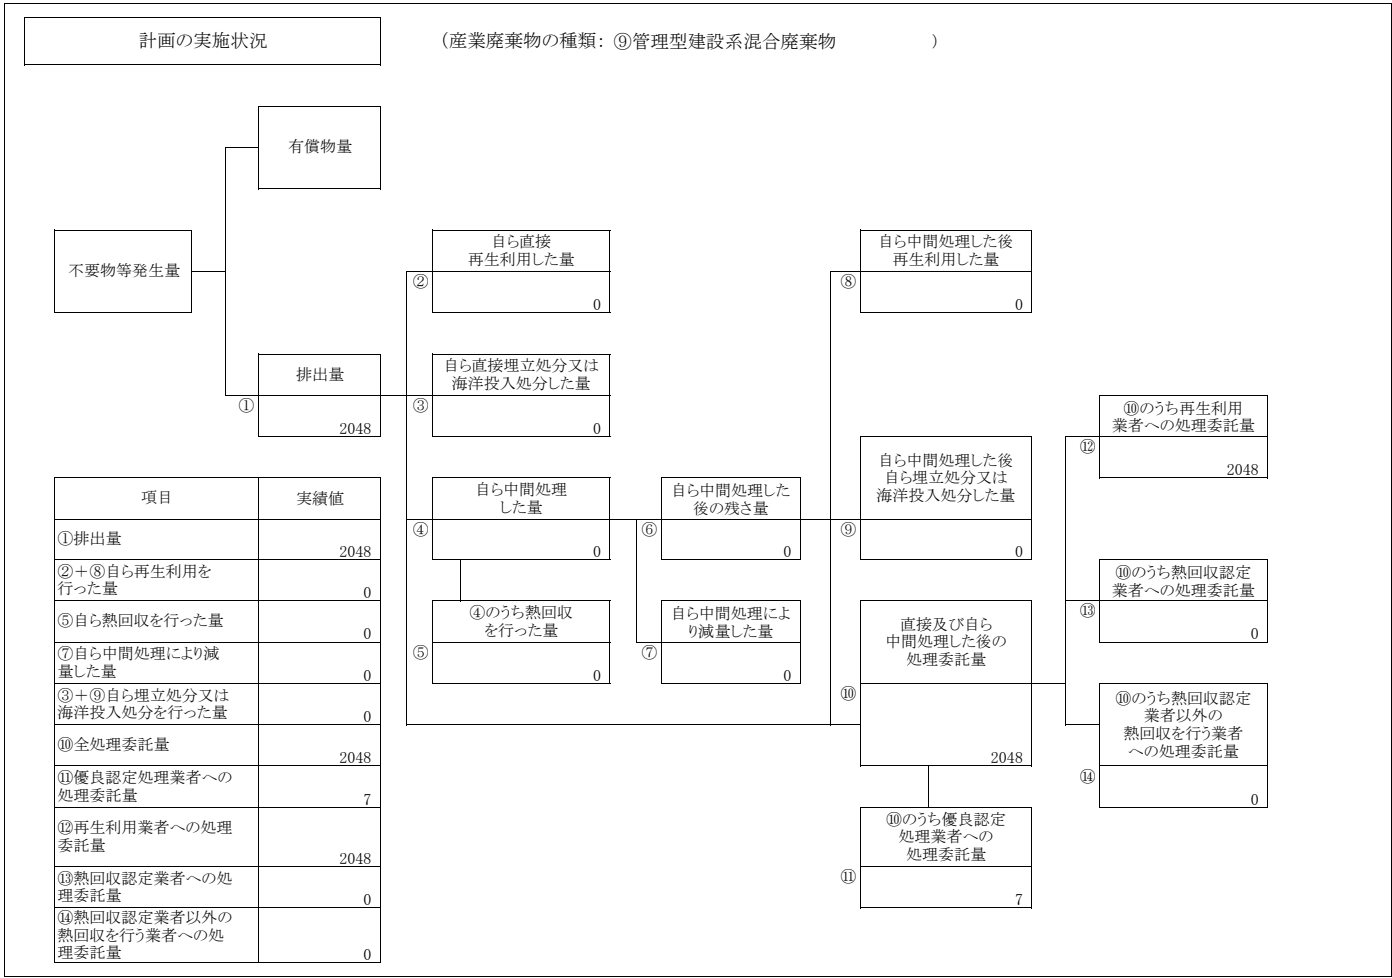 計画の実施状況
(産業廃棄物の種類：⑨管理型建設系混合廃棄物 )
有償物量
不要物等発生量
自ら直接
再生利用した量
②
0
自ら中間処理した後
再生利用した量
⑧
0
排出量
①
2048
自ら直接埋立処分又は
海洋投入処分した量
③
0
⑩のうち再生利用
業者への処理委託量
⑫
2048
自ら中間処理
した量
④
0
自ら中間処理した
後の残さ量
⑥
0
自ら中間処理した後
自ら埋立処分又は
海洋投入処分した量
⑨
0
④のうち熱回収
を行った量
⑤
0
自ら中間処理によ
り減量した量
⑦
0
直接及び自ら
中間処理した後の
処理委託量
⑩
2048
⑩のうち熱回収認定
業者への処理委託量
⑬
0
⑩のうち熱回収認定
業者以外の
熱回収を行う業者
への処理委託量
⑭
0
⑩のうち優良認定
処理業者への
処理委託量
⑪
7
項目 実績値
①排出量
2048
②＋⑧自ら再生利用を
行った量
0
⑤自ら熱回収を行った量
0
⑦自ら中間処理により減
量した量
0
③＋⑨自ら埋立処分又は
海洋投入処分を行った量
0
⑩全処理委託量
2048
⑪優良認定処理業者への
処理委託量
7
⑫再生利用業者への処理
委託量
2048
⑬熱回収認定業者への処
理委託量
0
⑭熱回収認定業者以外の
熱回収を行う業者への処
理委託量
0